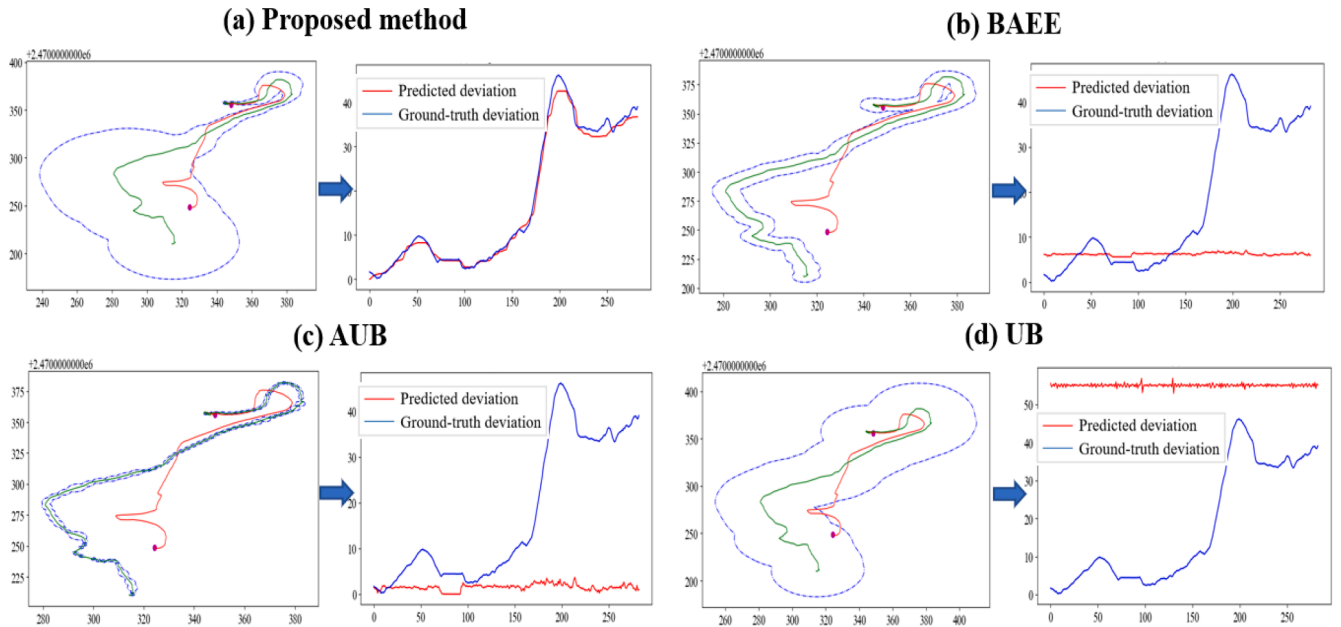 (a) Proposed method
+2.4700000000e6
400
350
300
250
200
240 260 280 300 320 340 360 380
Predicted deviation
Ground-truth deviation
40
30
20
10
0
0 50 100 150 200 250
(b) BAEE
+2.4700000000e6
375
350
325
300
275
250
225
200
280 300 320 340 360 380
Predicted deviation
Ground-truth deviation
40
30
20
10
0
0 50 100 150 200 250
(c) AUB
+2.4700000000e6
375
350
325
300
275
250
225
280 300 320 340 360 380
Predicted deviation
Ground-truth deviation
40
30
20
10
0
0 50 100 150 200 250
(d) UB
+2.4700000000e6
400
350
300
250
200
260 280 300 320 340 360 380 400
50
40
30
20
10
0
Predicted deviation
Ground-truth deviation
0 50 100 150 200 250